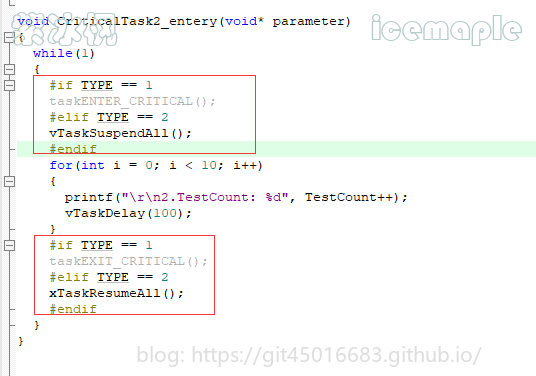 void CriticalTask2_entery(void* parameter)
icemaple
{
while(1)
{
#if TYPE == 1
taskENTER_CRITICAL();
#elif TYPE == 2
vTaskSuspendAll();
#endif
for(int i = 0; i < 10; i++)
{
printf("\r\n2.TestCount: %d", TestCount++);
vTaskDelay(100);
}
#if TYPE == 1
taskEXIT_CRITICAL();
#elif TYPE == 2
xTaskResumeAll();
#endif
}
}
blog: https://git45016683.github.io/